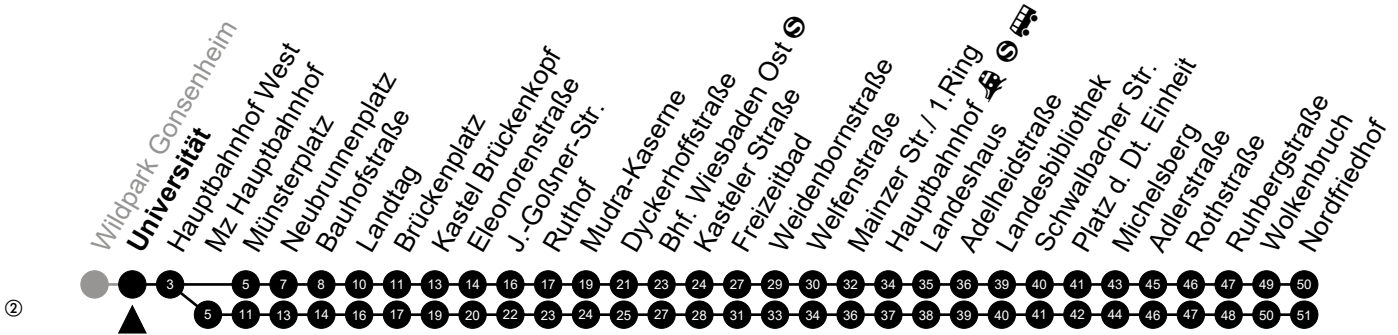 Wildpark Gonsenheim
Universität
Hauptbahnhof West
Mz Hauptbahnhof
Münsterplatz
Neubrunnenplatz
Bauhofstraße
Landtag
Brückenplatz
Kastel Brückenkopf
Eleonorenstraße
J.-Goßner-Str.
Ruthof
Mudra-Kaserne
Dyckerhoffstraße
Bhf. Wiesbaden Ost S
Kasteler Straße
Freizeitbad
Weidenbornstraße
Welfenstraße
Mainzer Str./ 1.Ring
Hauptbahnhof S
Landeshaus
Adelheidstraße
Landesbibliothek
Schwalbacher Str.
Platz d. Dt. Einheit
Michelsberg
Adlerstraße
Rothstraße
Ruhbergstraße
Wolkenbruch
Nordfriedhof
3 5 7 8 10 11 13 14 16 17 19 21 23 24 27 29 30 32 34 35 36 39 40 41 43 45 46 47 49 50
② 5 11 13 14 16 17 19 20 22 23 24 25 27 28 31 33 34 36 37 38 39 40 41 42 44 46 47 48 50 51